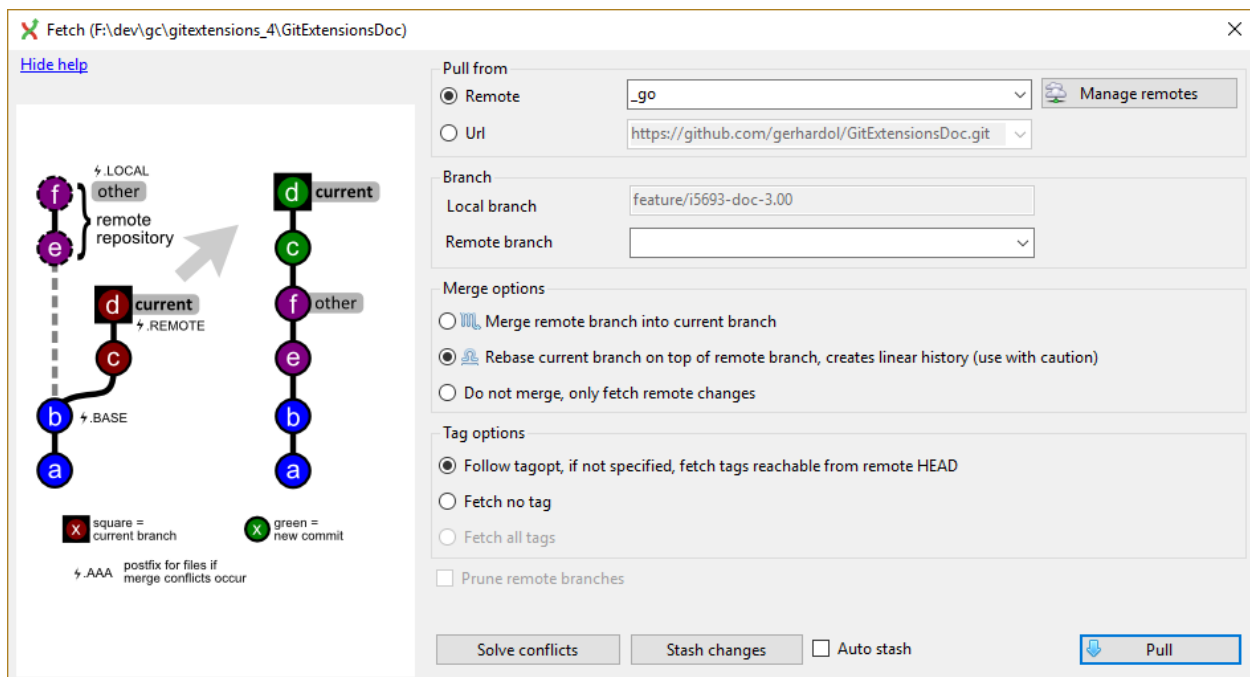 Fetch (F:\dev\gc\gitextensions_4\GitExtensionsDoc)
Hide help
⚡.LOCAL
f
other
remote
repository
e
d
current
⚡.REMOTE
c
b
⚡.BASE
a
d
current
c
f
other
e
b
a
x
square =
current branch
x
green =
new commit
⚡.AAA
postfix for files if
merge conflicts occur
Pull from
Remote
_go
Manage remotes
Url
https://github.com/gerhardol/GitExtensionsDoc.git
Branch
Local branch
feature/i5693-doc-3.00
Remote branch
Merge options
Merge remote branch into current branch
Rebase current branch on top of remote branch, creates linear history (use with caution)
Do not merge, only fetch remote changes
Tag options
Follow tagopt, if not specified, fetch tags reachable from remote HEAD
Fetch no tag
Fetch all tags
Prune remote branches
Solve conflicts
Stash changes
Auto stash
Pull